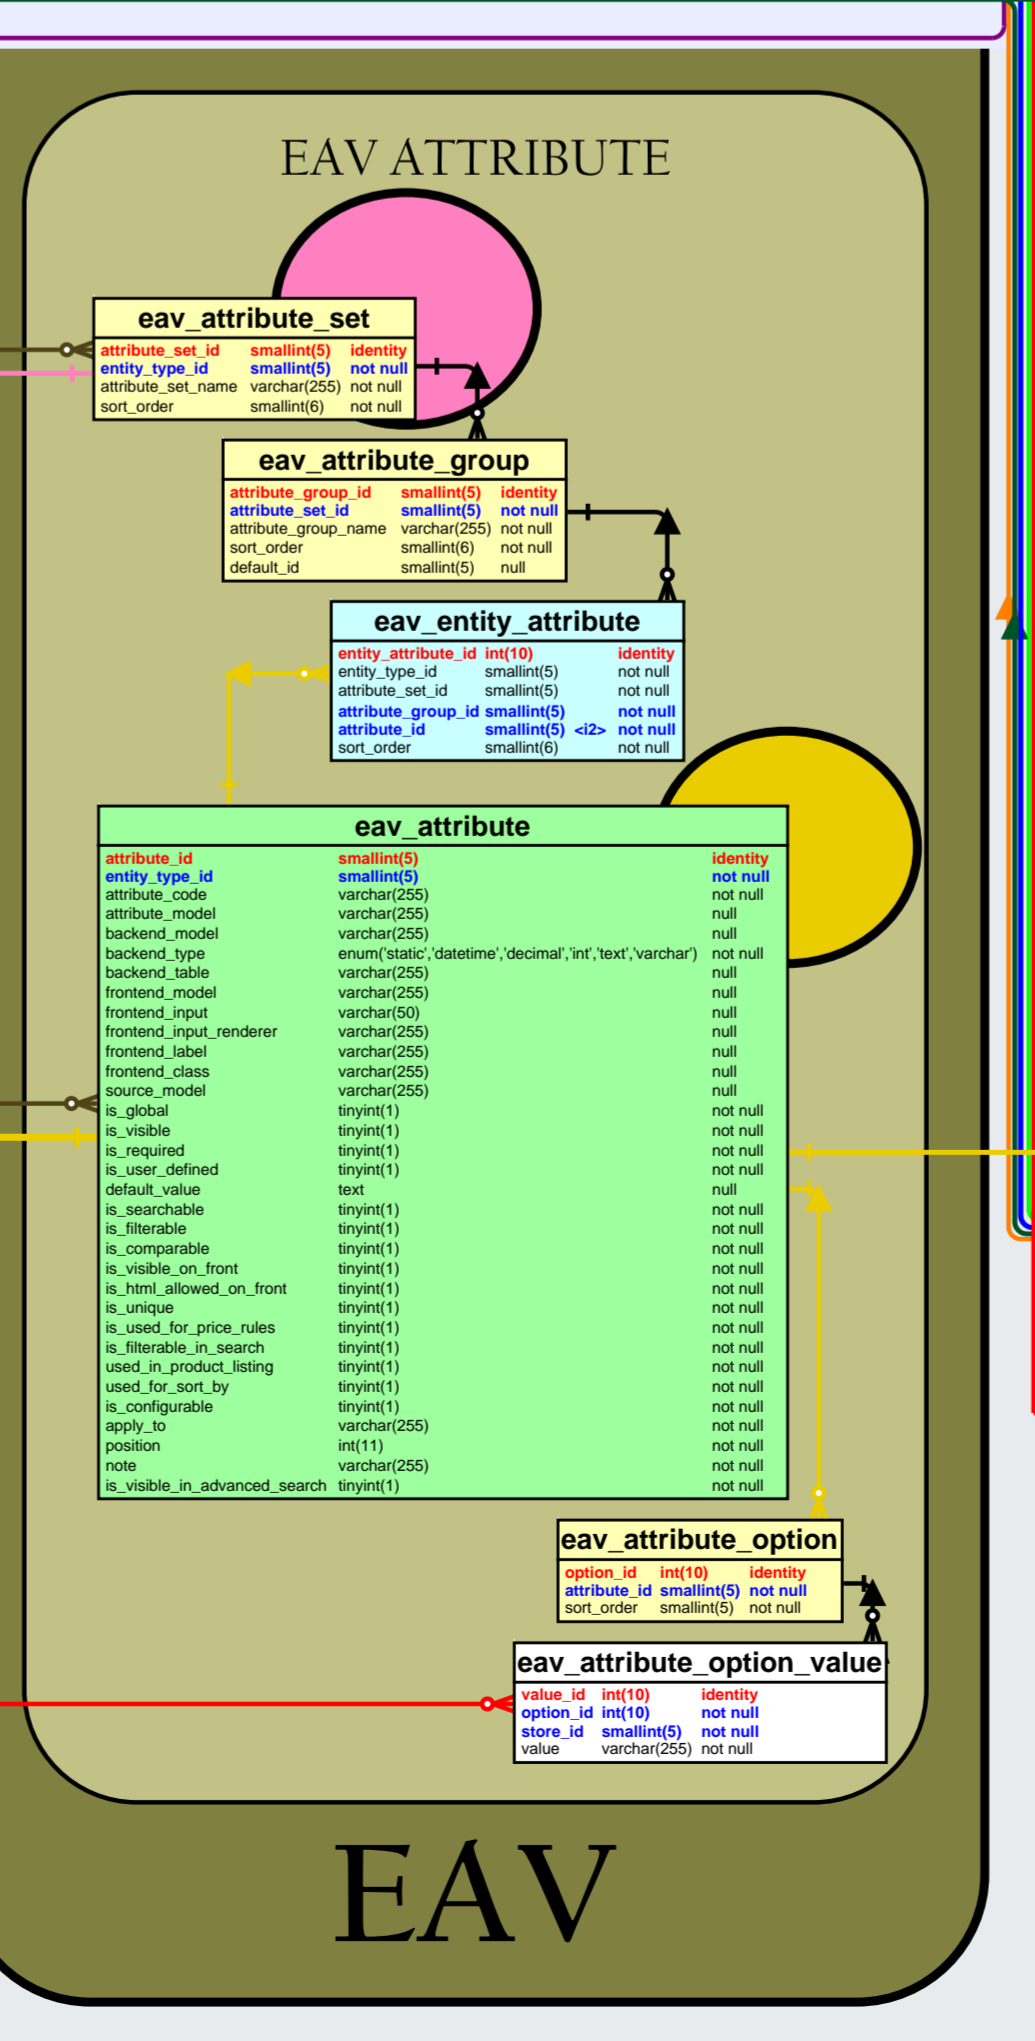 EAV ATTRIBUTE
eav_attribute_set
attribute_set_id smallint(5) identity
entity_type_id smallint(5) not null
attribute_set_name varchar(255) not null
sort_order smallint(6) not null
eav_attribute_group
attribute_group_id smallint(5) identity
attribute_set_id smallint(5) not null
attribute_group_name varchar(255) not null
sort_order smallint(6) not null
default_id smallint(5) null
eav_entity_attribute
entity_attribute_id int(10) identity
entity_type_id smallint(5) not null
attribute_set_id smallint(5) not null
attribute_group_id smallint(5) not null
attribute_id smallint(5) <i2> not null
sort_order smallint(6) not null
eav_attribute
attribute_id smallint(5) identity
entity_type_id smallint(5) not null
attribute_code varchar(255) not null
attribute_model varchar(255) null
backend_model varchar(255) null
backend_type enum('static','datetime','decimal','int','text','varchar') not null
backend_table varchar(255) null
frontend_model varchar(255) null
frontend_input varchar(50) null
frontend_input_renderer varchar(255) null
frontend_label varchar(255) null
frontend_class varchar(255) null
source_model varchar(255) null
is_global tinyint(1) not null
is_visible tinyint(1) not null
is_required tinyint(1) not null
is_user_defined tinyint(1) not null
default_value text null
is_searchable tinyint(1) not null
is_filterable tinyint(1) not null
is_comparable tinyint(1) not null
is_visible_on_front tinyint(1) not null
is_html_allowed_on_front tinyint(1) not null
is_unique tinyint(1) not null
is_used_for_price_rules tinyint(1) not null
is_filterable_in_search tinyint(1) not null
used_in_product_listing tinyint(1) not null
used_for_sort_by tinyint(1) not null
is_configurable tinyint(1) not null
apply_to varchar(255) not null
position int(11) not null
note varchar(255) not null
is_visible_in_advanced_search tinyint(1) not null
eav_attribute_option
option_id int(10) identity
attribute_id smallint(5) not null
sort_order smallint(5) not null
eav_attribute_option_value
value_id int(10) identity
option_id int(10) not null
store_id smallint(5) not null
value varchar(255) not null
EAV